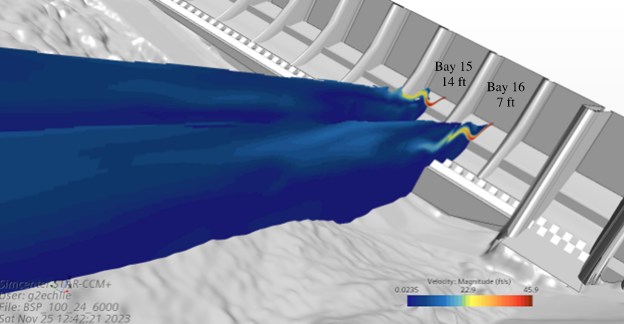 Bay 15
14 ft
Bay 16
7 ft
Simcenter STAR-CCM+
User: g2echlie
File: BSP_100_24_6000
Sat Nov 25 12:42:21 2023
Velocity: Magnitude (ft/s)
0.0235 22.9 45.9